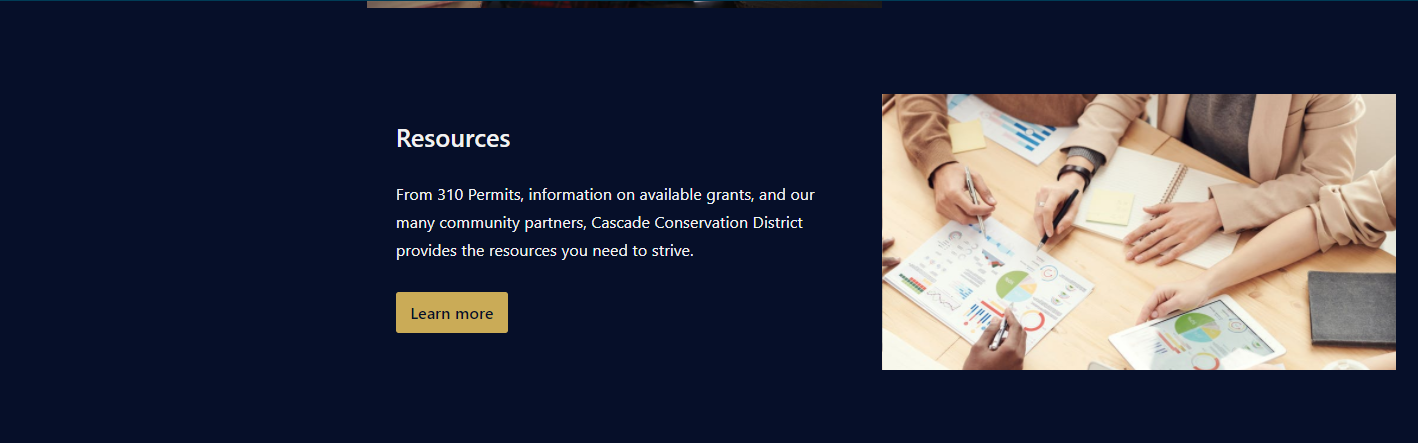 Resources
From 310 Permits, information on available grants, and our
many community partners, Cascade Conservation District
provides the resources you need to strive.
Learn more